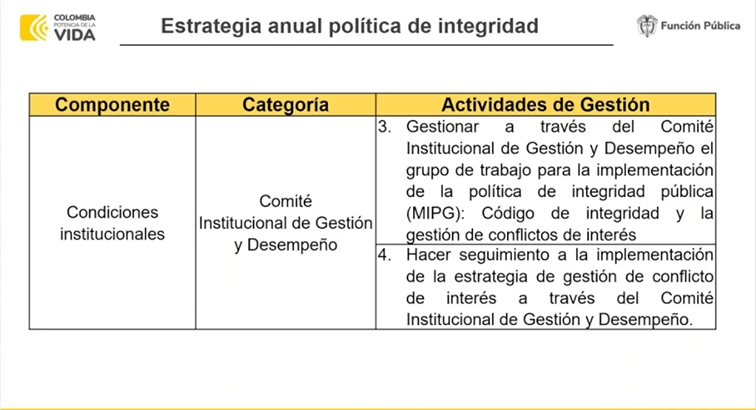 COLOMBIA
POTENCIA DE LA
VIDA
Estrategia anual política de integridad
Función Pública
Componente
Categoría
Actividades de Gestión
Condiciones
institucionales
Comité
Institucional de Gestión
y Desempeño
3. Gestionar a través del Comité
Institucional de Gestión y Desempeño el
grupo de trabajo para la implementación
de la política de integridad pública
(MIPG): Código de integridad y la
gestión de conflictos de interés
4. Hacer seguimiento a la implementación
de la estrategia de gestión de conflicto
de interés a través del Comité
Institucional de Gestión y Desempeño.